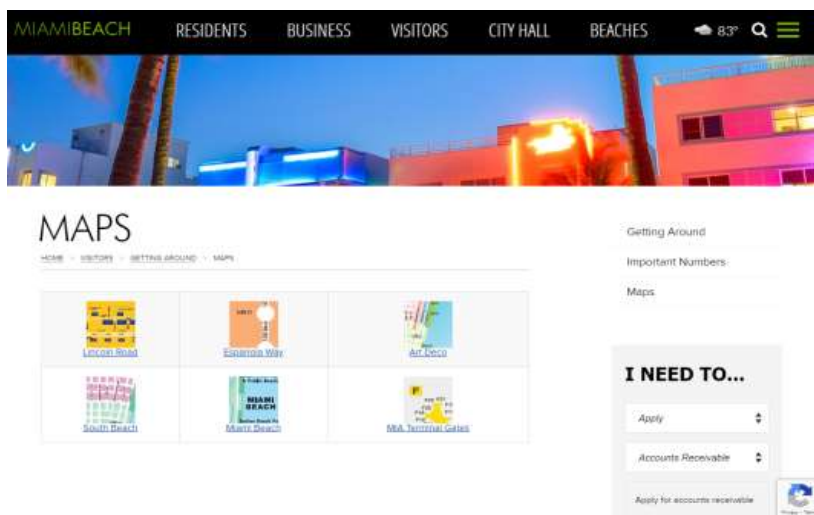 MIAMIBEACH RESIDENTS BUSINESS VISITORS CITY HALL BEACHES 83°
MAPS
HOME VISITORS GETTING AROUND MAPS
Lincoln Road
Espanola Way
Art Deco
South Beach
MIAMI
BEACH
Miami Beach
P
MIA Terminal Gates
Getting Around
Important Numbers
Maps
I NEED TO...
Apply
Accounts Receivable
Apply for accounts receivable